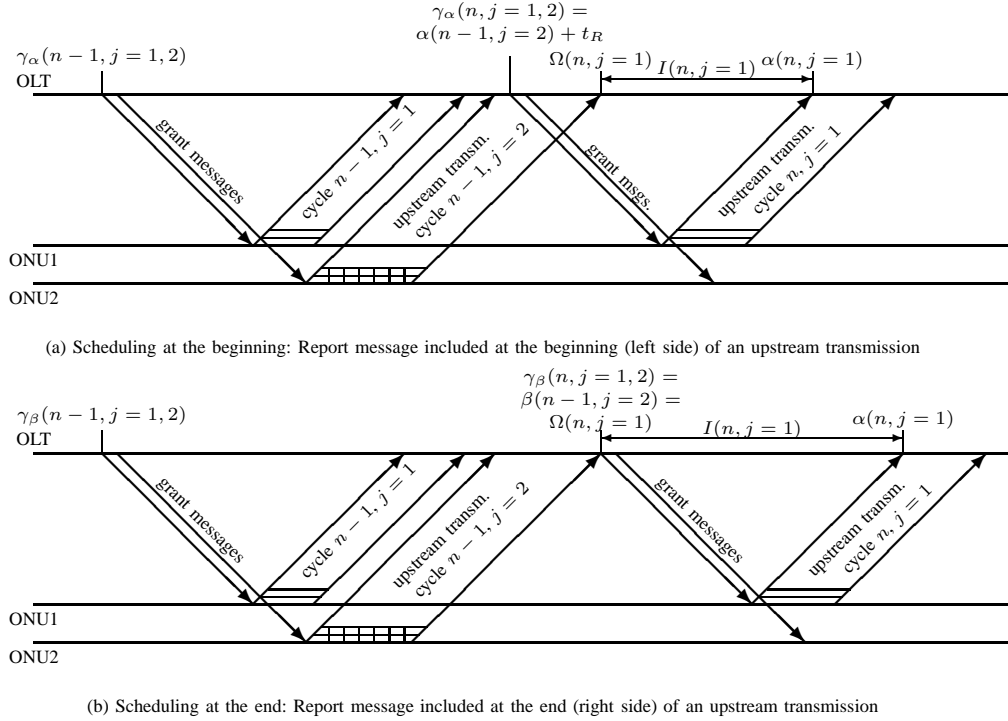 γα(n, j = 1, 2) =
α(n − 1, j = 2) + tR
γα(n − 1, j = 1, 2)
Ω(n, j = 1)
I(n, j = 1)
α(n, j = 1)
OLT
grant messages
cycle n − 1, j = 1
upstream transm.
cycle n − 1, j = 2
grant msgs.
upstream transm.
cycle n, j = 1
ONU1
ONU2
(a) Scheduling at the beginning: Report message included at the beginning (left side) of an upstream transmission
γβ(n, j = 1, 2) =
β(n − 1, j = 2) =
Ω(n, j = 1)
γβ(n − 1, j = 1, 2)
I(n, j = 1)
α(n, j = 1)
OLT
grant messages
cycle n − 1, j = 1
upstream transm.
cycle n − 1, j = 2
grant messages
upstream transm.
cycle n, j = 1
ONU1
ONU2
(b) Scheduling at the end: Report message included at the end (right side) of an upstream transmission